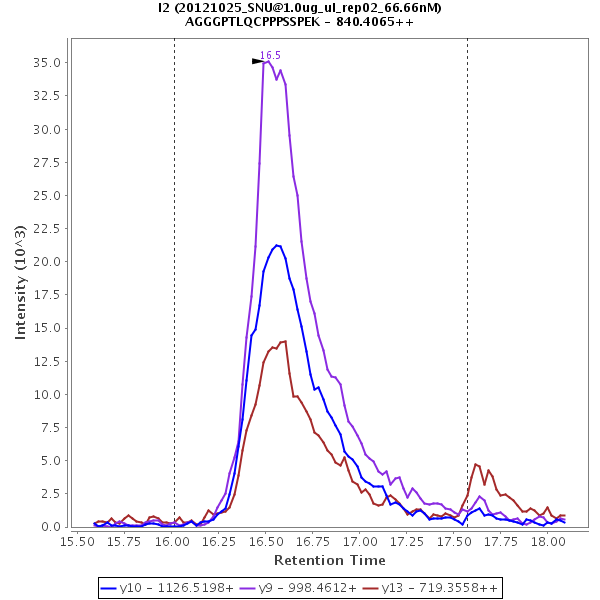 I2 (20121025_SNU@1.0ug_ul_rep02_66.66nM)
AGGGPTLQCPPPSSPEK - 840.4065++
16.5
35.0
32.5
30.0
27.5
25.0
22.5
20.0
17.5
15.0
12.5
10.0
7.5
5.0
2.5
0.0
Intensity (10^3)
15.50 15.75 16.00 16.25 16.50 16.75 17.00 17.25 17.50 17.75 18.00
Retention Time
y10 - 1126.5198+ y9 - 998.4612+ y13 - 719.3558++